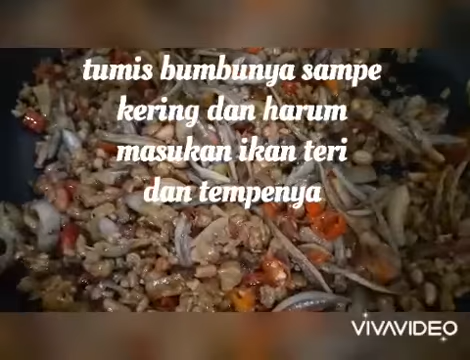 tumis bumbunya sampe
kering dan harum
masukan ikan teri
dan tempenya
VIVAVIDEO